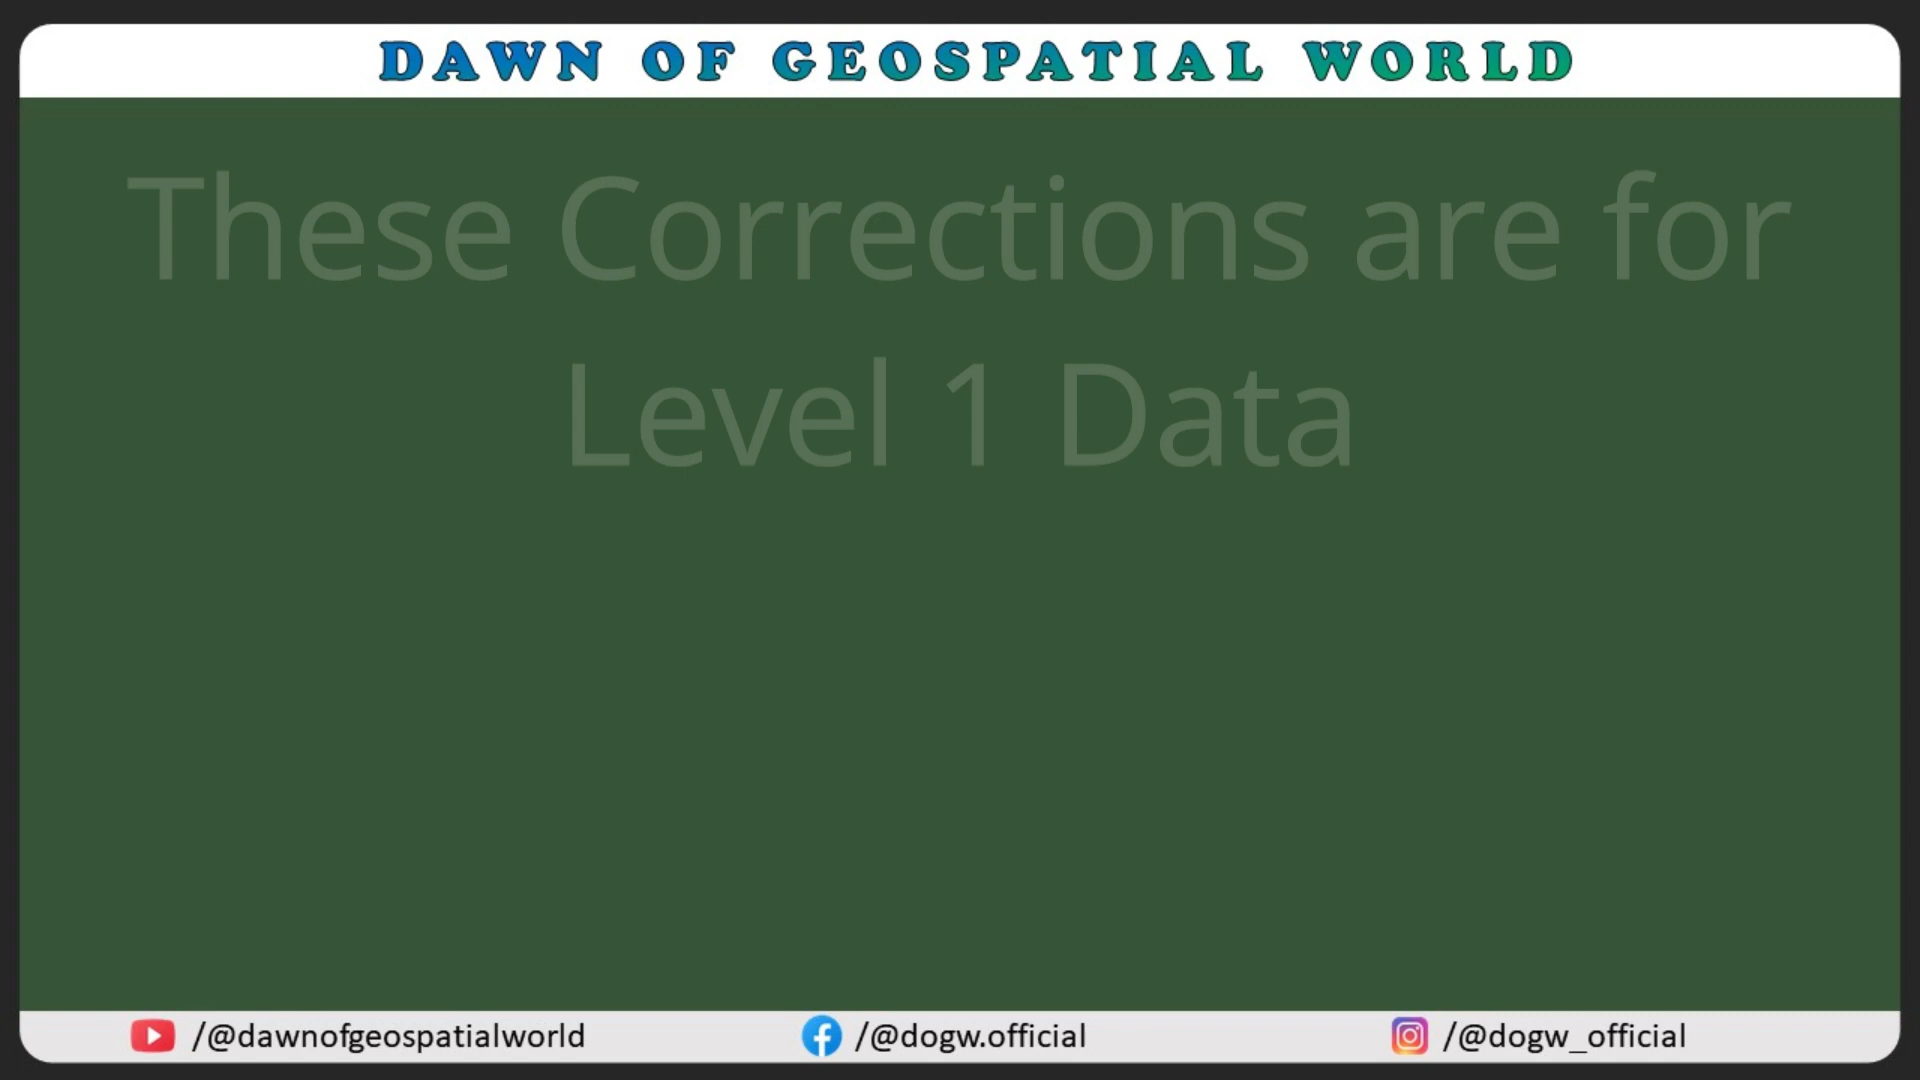 DAWN OF GEOSPATIAL WORLD
These Corrections are for
Level 1 Data
/@dawnofgeospatialworld
/@dogw.official
/@dogw_official